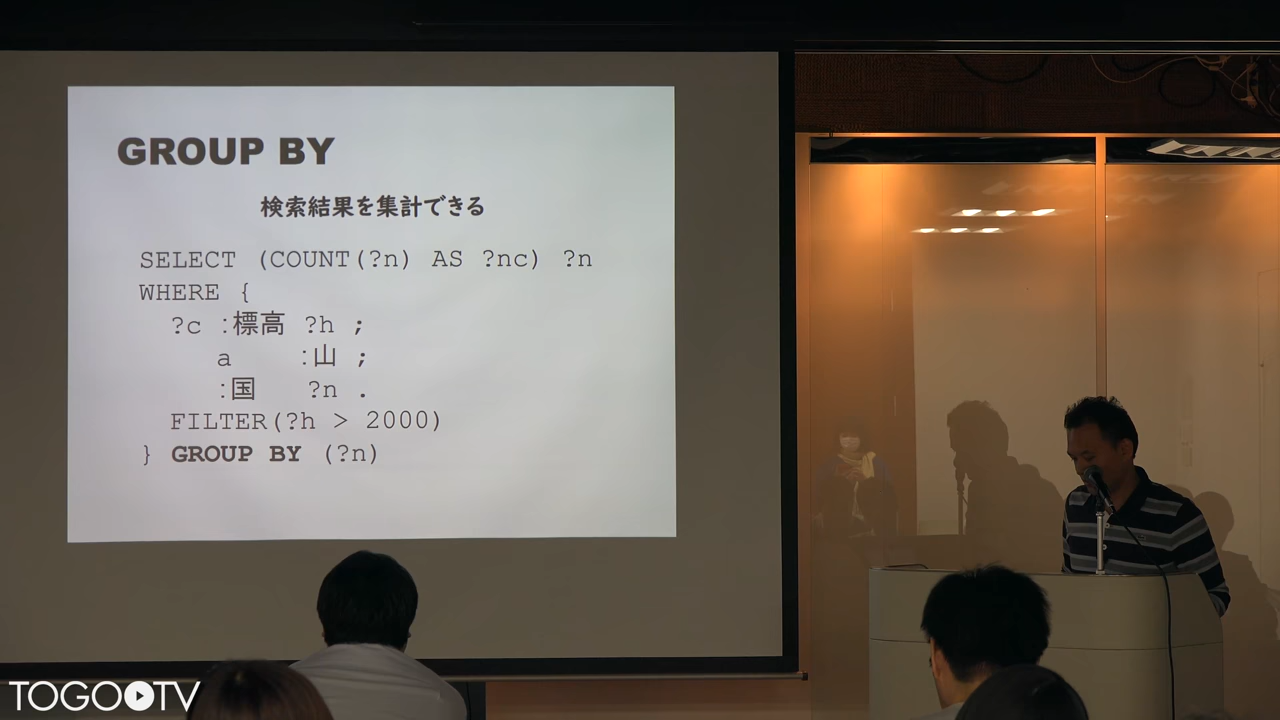 GROUP BY
検索結果を集計できる
SELECT (COUNT(?n) AS ?nc) ?n
WHERE {
?c :標高 ?h ;
a :山 ;
:国 ?n .
FILTER(?h > 2000)
} GROUP BY (?n)
TOGOTV